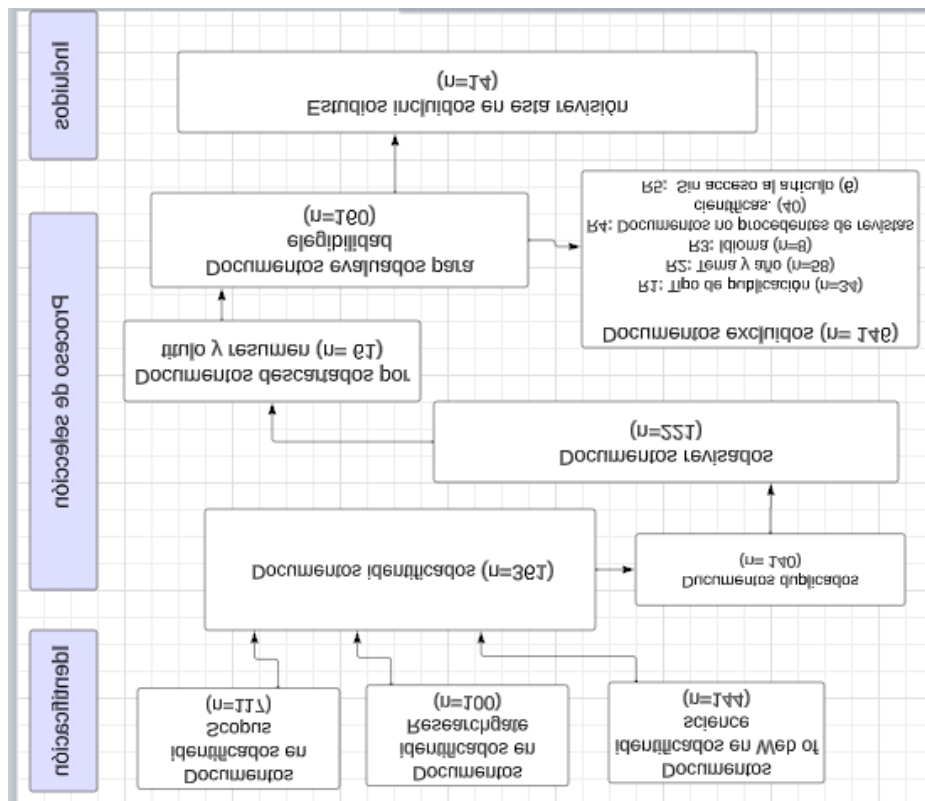 Identificación
Documentos
identificados en
Scopus
(n=117)
Documentos
identificados en
Researchgate
(n=100)
Documentos
identificados en Web of
science
(n=144)
Proceso de selección
Documentos identificados (n=361)
Ducumentos duplicados
(n= 140)
Documentos revisados
(n=221)
Documentos descartados por
titulo y resumen (n= 61)
Documentos evaluados para
elegibilidad
(n=160)
Documentos excluidos (n= 146)
R1: Tipo de publicación (n=34)
R2: Tema y año (n=58)
R3: Idioma (n=8)
R4: Documentos no procedentes de revistas
científicas. (40)
R5: Sin acceso al articulo (6)
Incluidos
Estudios incluidos en esta revisión
(n=14)